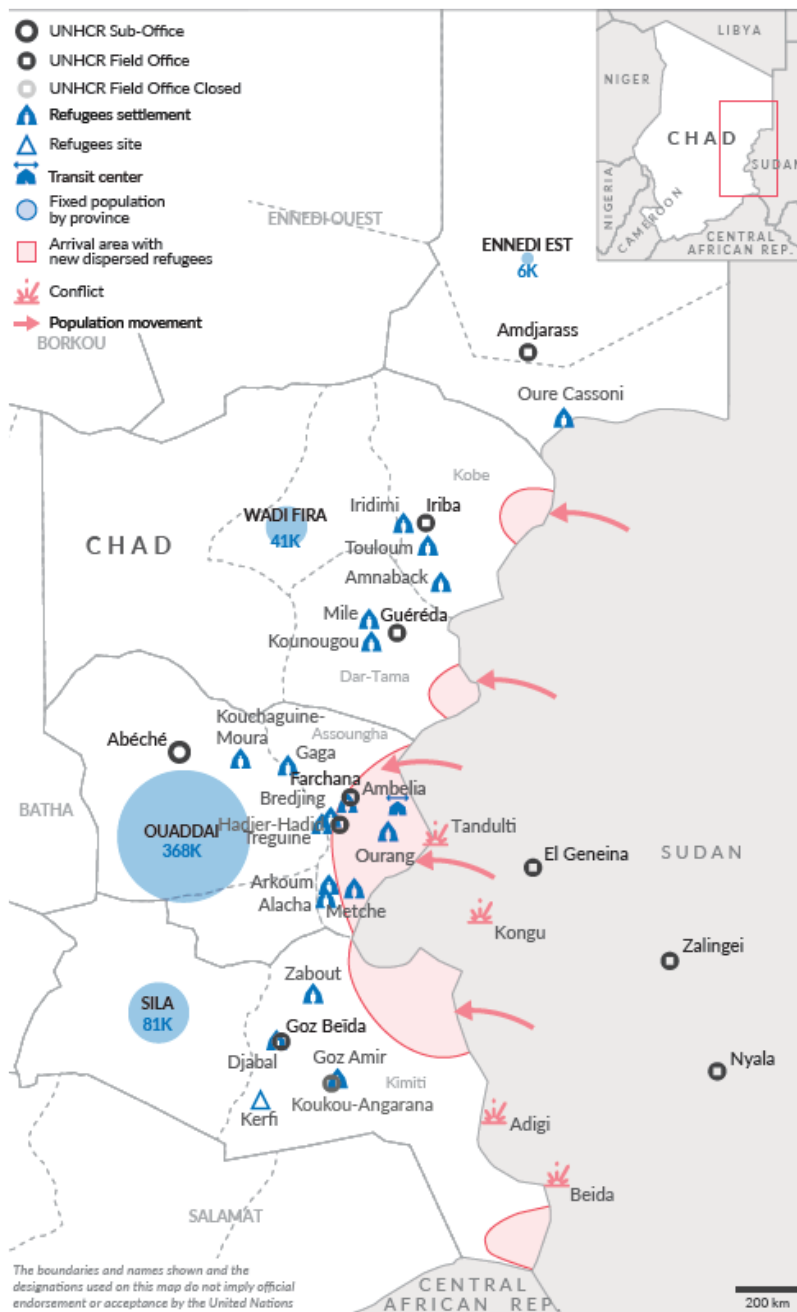 UNHCR Sub-Office
UNHCR Field Office
UNHCR Field Office Closed
Refugees settlement
Refugees site
Transit center
Fixed population
by province
Arrival area with
new dispersed refugees
Conflict
Population movement
LIBYA
NIGER
CHAD
SUDAN
NIGERIA
CAMEROON
CENTRAL
AFRICAN REP.
ENNEDI OUEST
ENNEDI EST
6K
BORKOU
Amdjarass
Oure Cassoni
Kobe
WADI FIRA
41K
CHAD
Iridimi
Iriba
Touloum
Amnaback
Mile
Guéréda
Kounougou
Dar-Tama
Abéché
Kouchaguine-
Moura
Assoungha
Gaga
Farchana
Ambelia
Bredjing
BATHA
OUADDAI
368K
Hadjer-Hadid
Treguine
Ourang
Tandulti
El Geneina
SUDAN
Arkoum
Alacha
Metche
Kongu
Zalingei
SILA
81K
Zabout
Goz Beïda
Djabal
Goz Amir
Kimiti
Nyala
Koukou-Angarana
Kerfi
Adigi
Beida
SALAMAT
The boundaries and names shown and the
designations used on this map do not imply official
endorsement or acceptance by the United Nations
CENTRAL
AFRICAN REP.
200 km